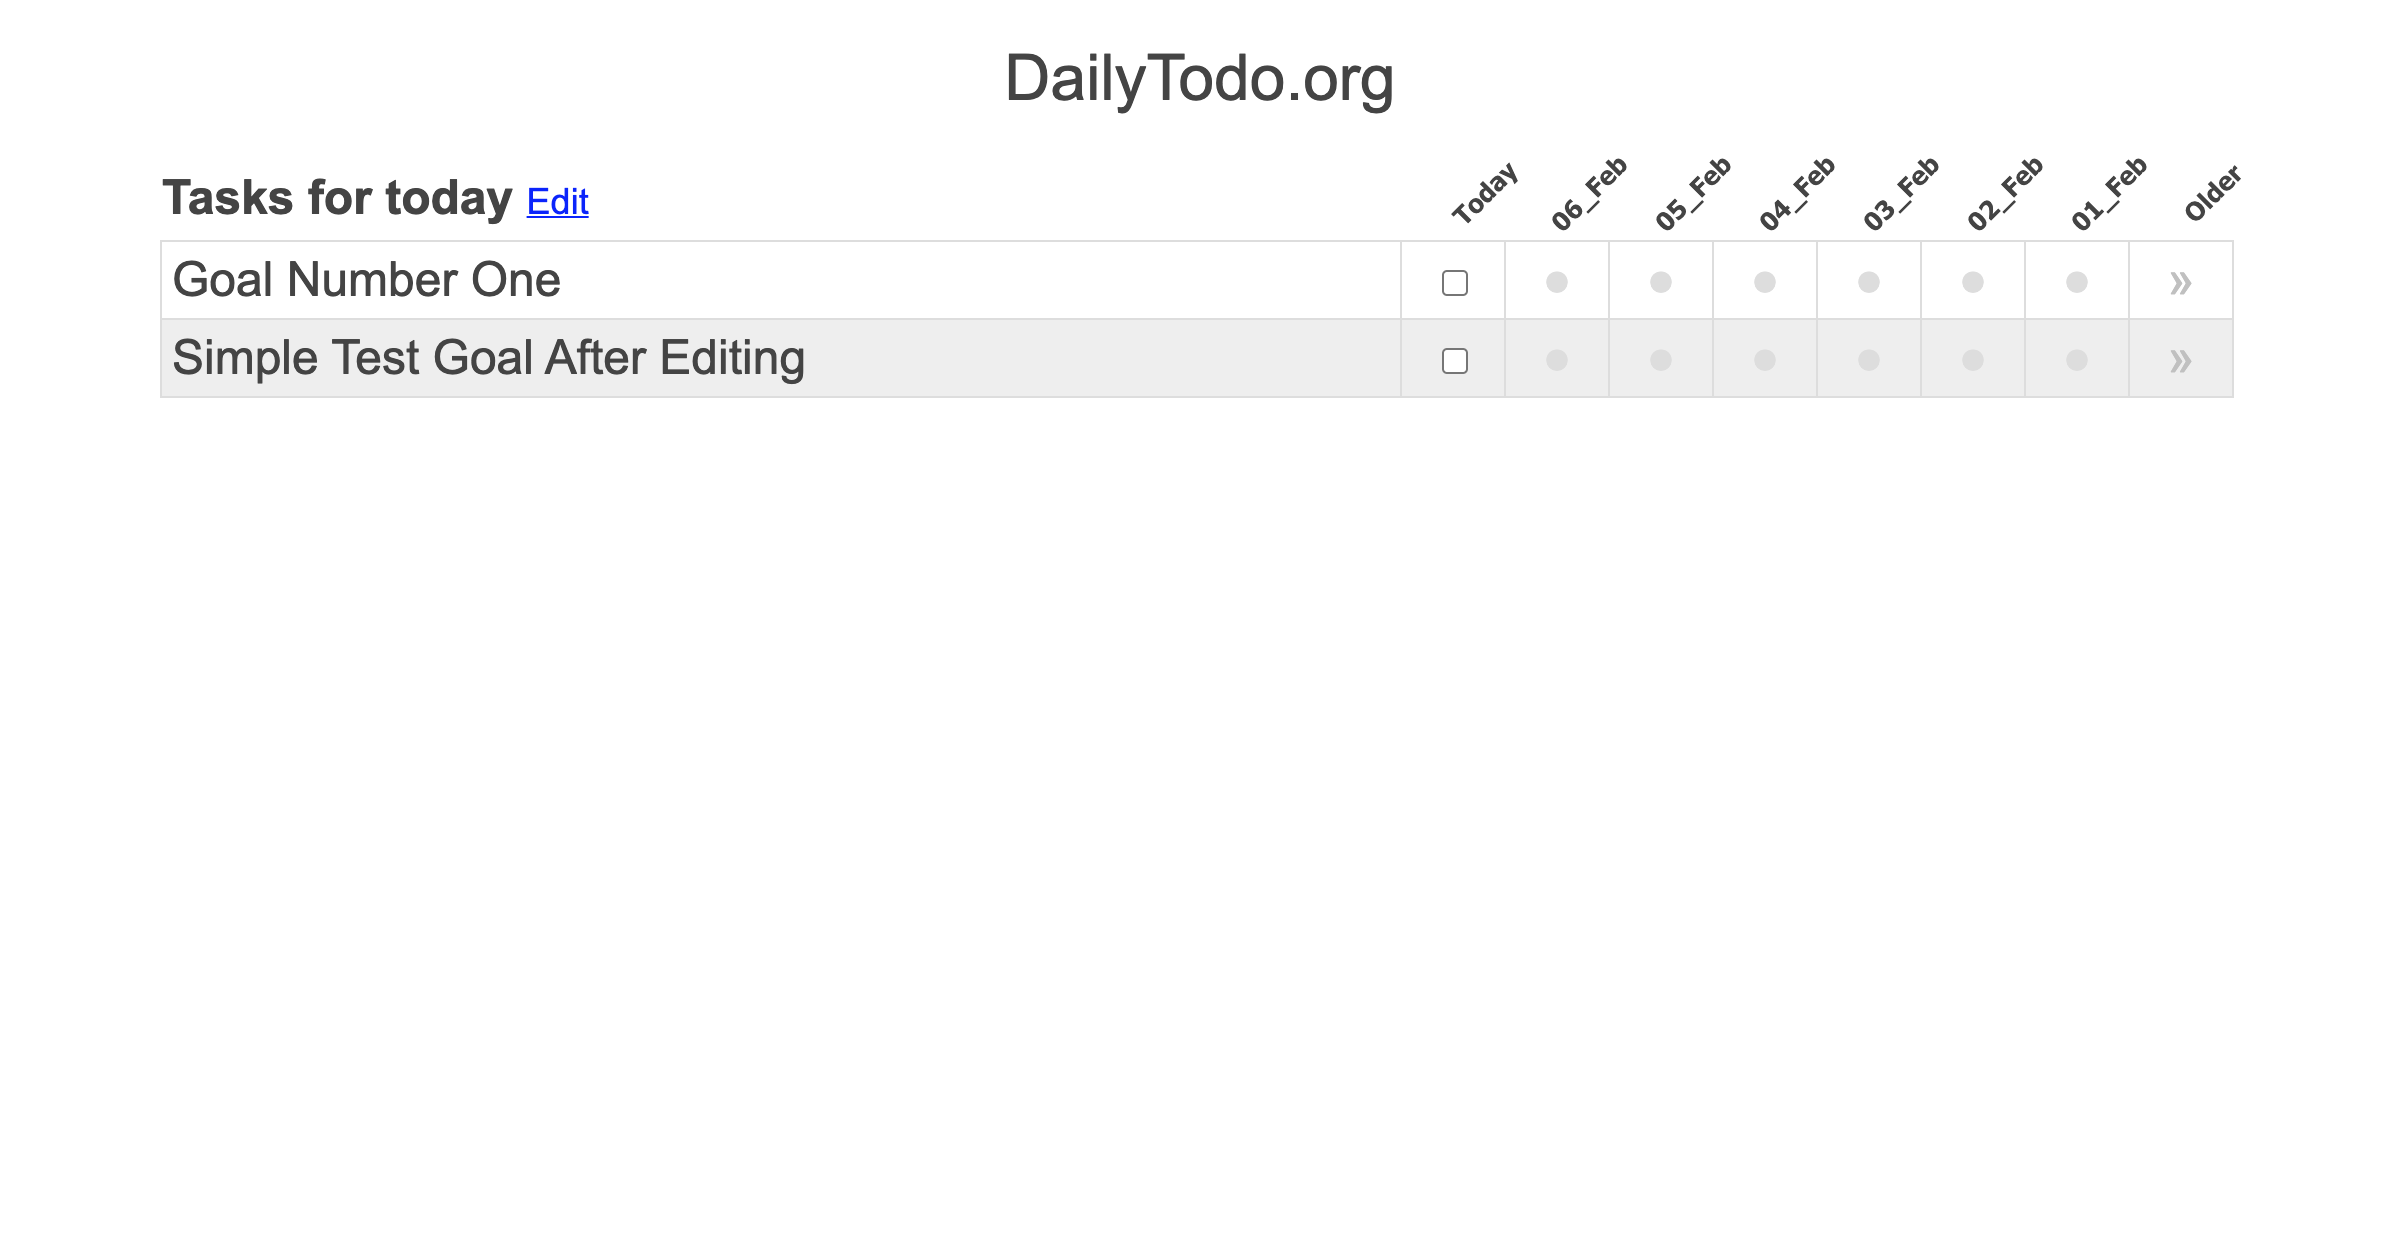 DailyTodo.org
Tasks for today Edit
Today 06_Feb 05_Feb 04_Feb 03_Feb 02_Feb 01_Feb Older
Goal Number One
»
Simple Test Goal After Editing
»